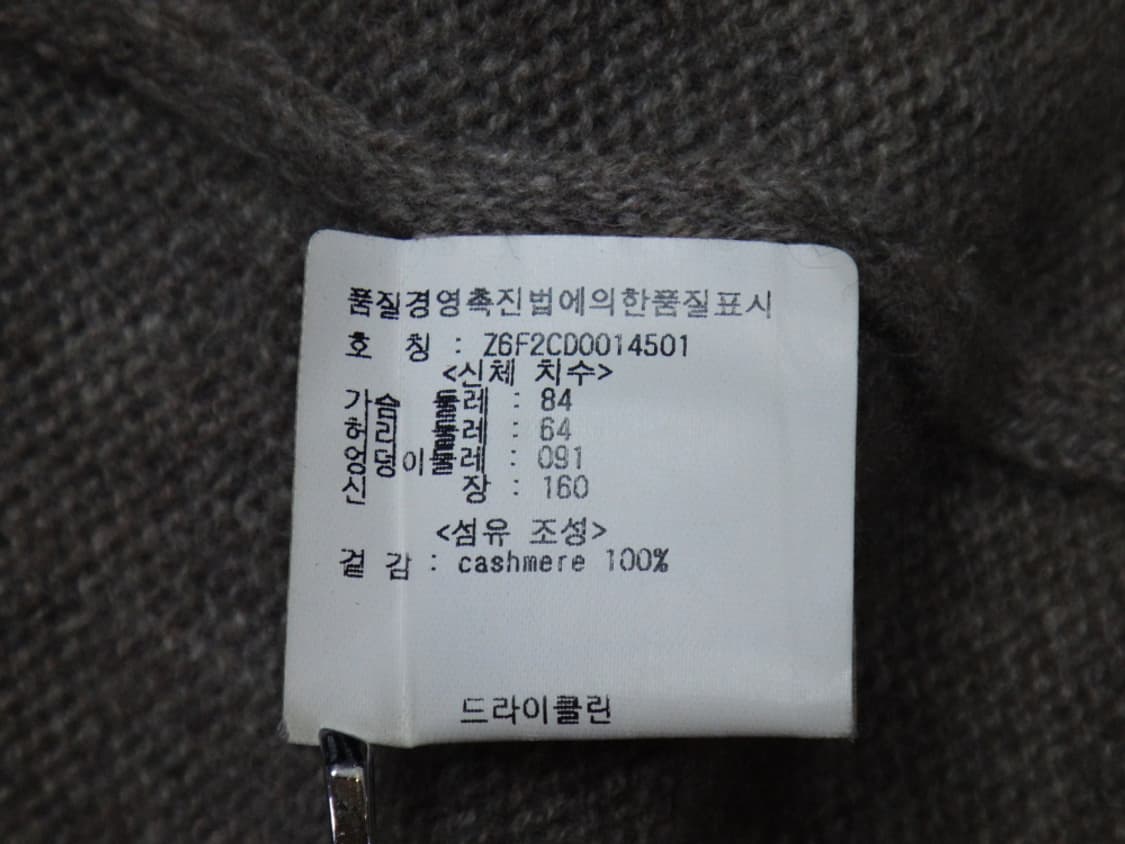 품질경영촉진법에의한품질표시
호 칭 : Z6F2CD0014501
<신체 치수>
가슴 둘레 : 84
허리 둘레 : 64
엉덩이둘레 : 091
신 장 : 160
<섬유 조성>
겉 감 : cashmere 100%
드라이클린